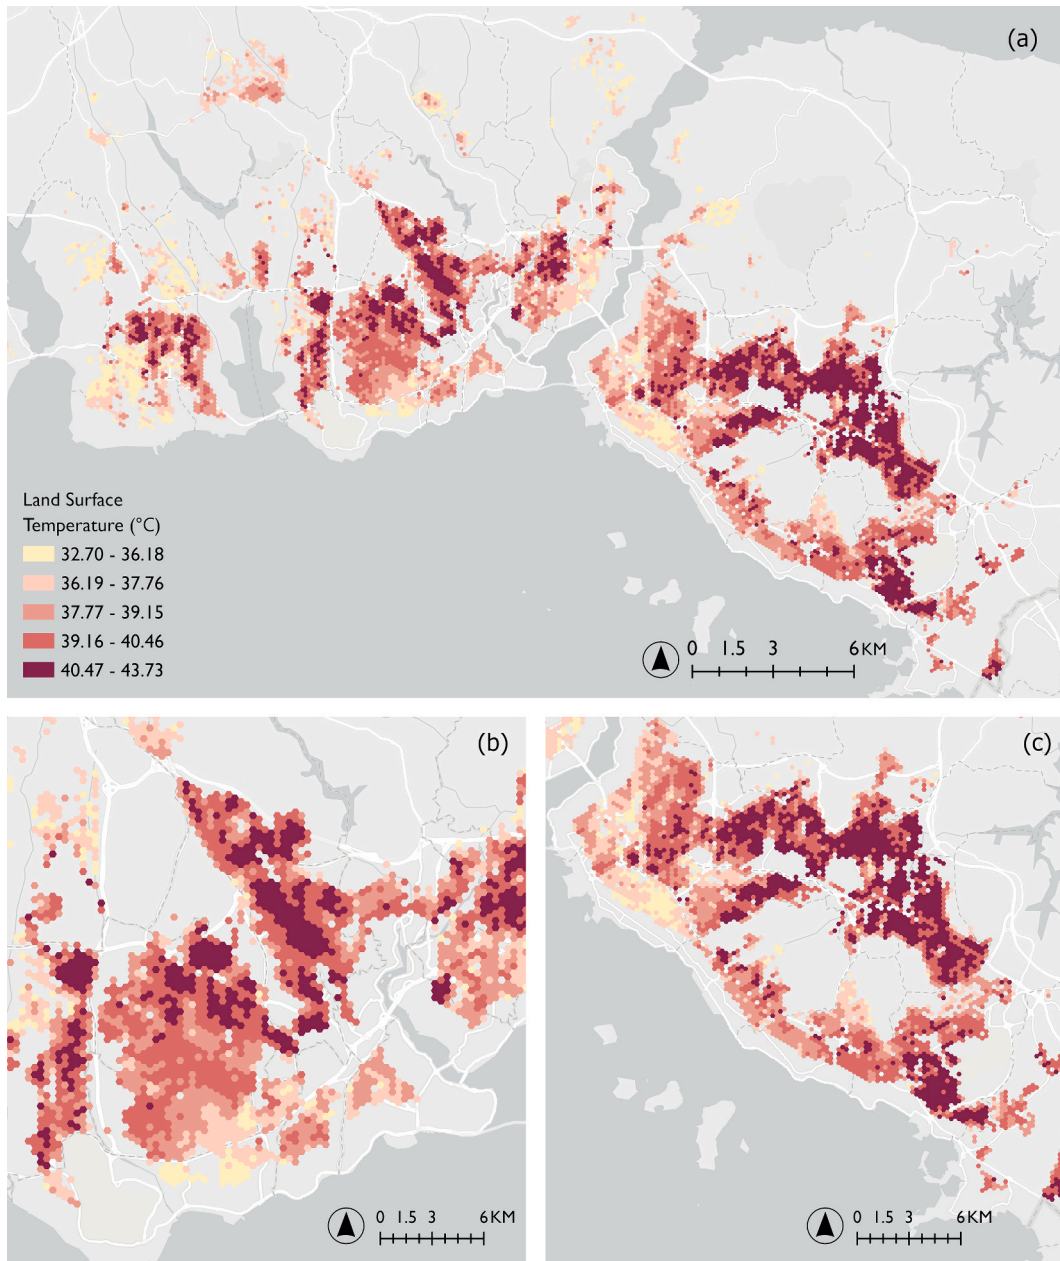 (a)
Land Surface
Temperature (°C)
32.70 - 36.18
36.19 - 37.76
37.77 - 39.15
39.16 - 40.46
40.47 - 43.73
0 1.5 3 6 KM
(b)
0 1.5 3 6 KM
(c)
0 1.5 3 6 KM